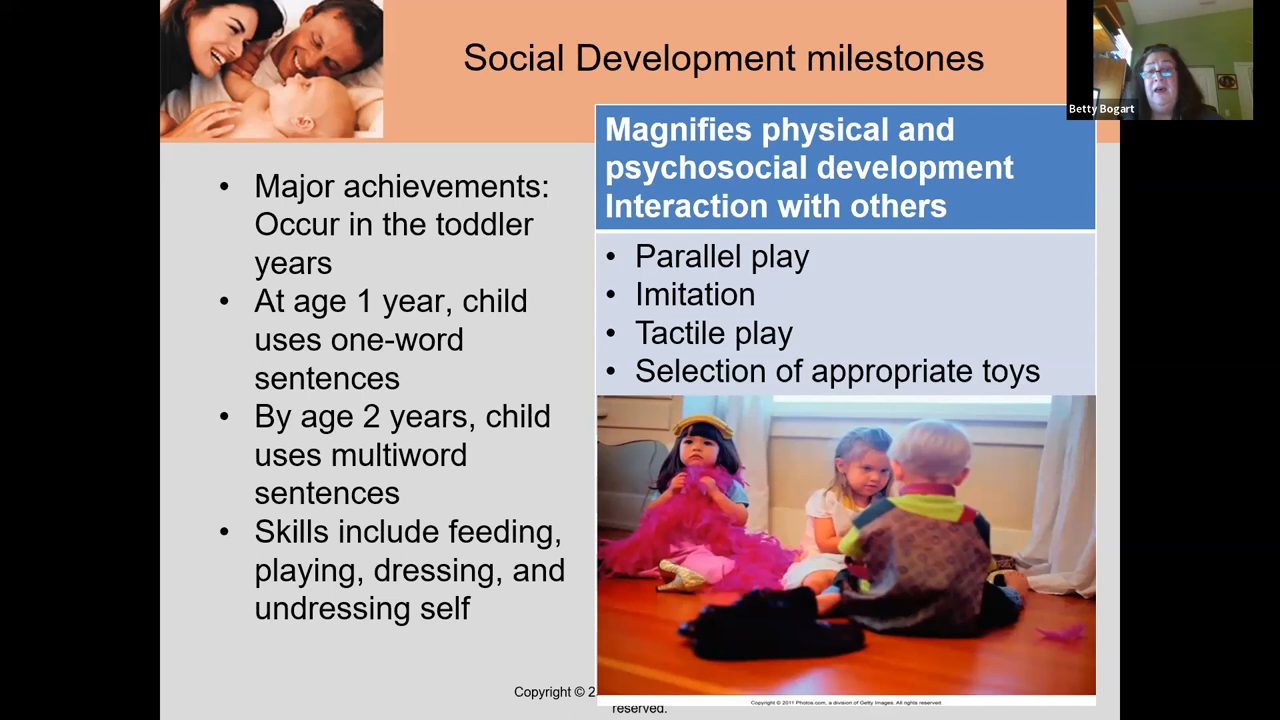 Social Development milestones
Betty Bogart
• Major achievements:
Occur in the toddler
years
• At age 1 year, child
uses one-word
sentences
• By age 2 years, child
uses multiword
sentences
• Skills include feeding,
playing, dressing, and
undressing self
Magnifies physical and
psychosocial development
Interaction with others
• Parallel play
• Imitation
• Tactile play
• Selection of appropriate toys
Copyright © 2
reserved.
Copyright © 2011 Photos.com, a division of Getty Images. All rights reserved